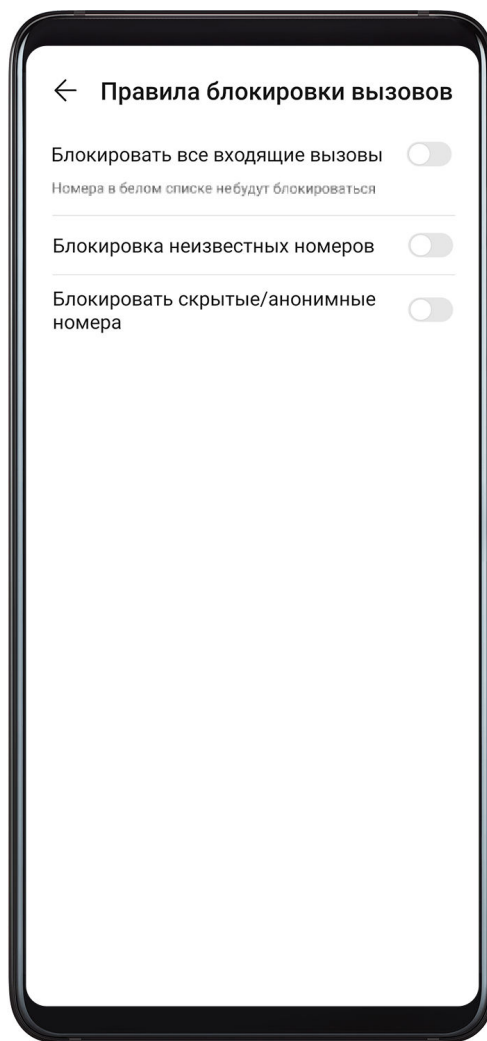 Правила блокировки вызовов
Блокировать все входящие вызовы
Номера в белом списке небудут блокироваться
Блокировка неизвестных номеров
Блокировать скрытые/анонимные
номера